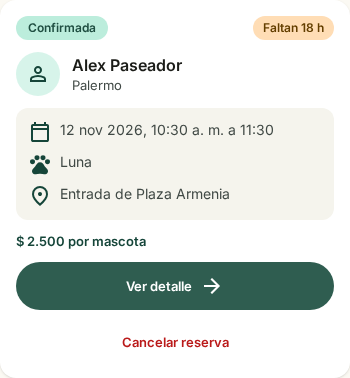 Confirmada
Faltan 18 h
Alex Paseador
Palermo
12 nov 2026, 10:30 a. m. a 11:30
Luna
Entrada de Plaza Armenia
$ 2.500 por mascota
Ver detalle
Cancelar reserva